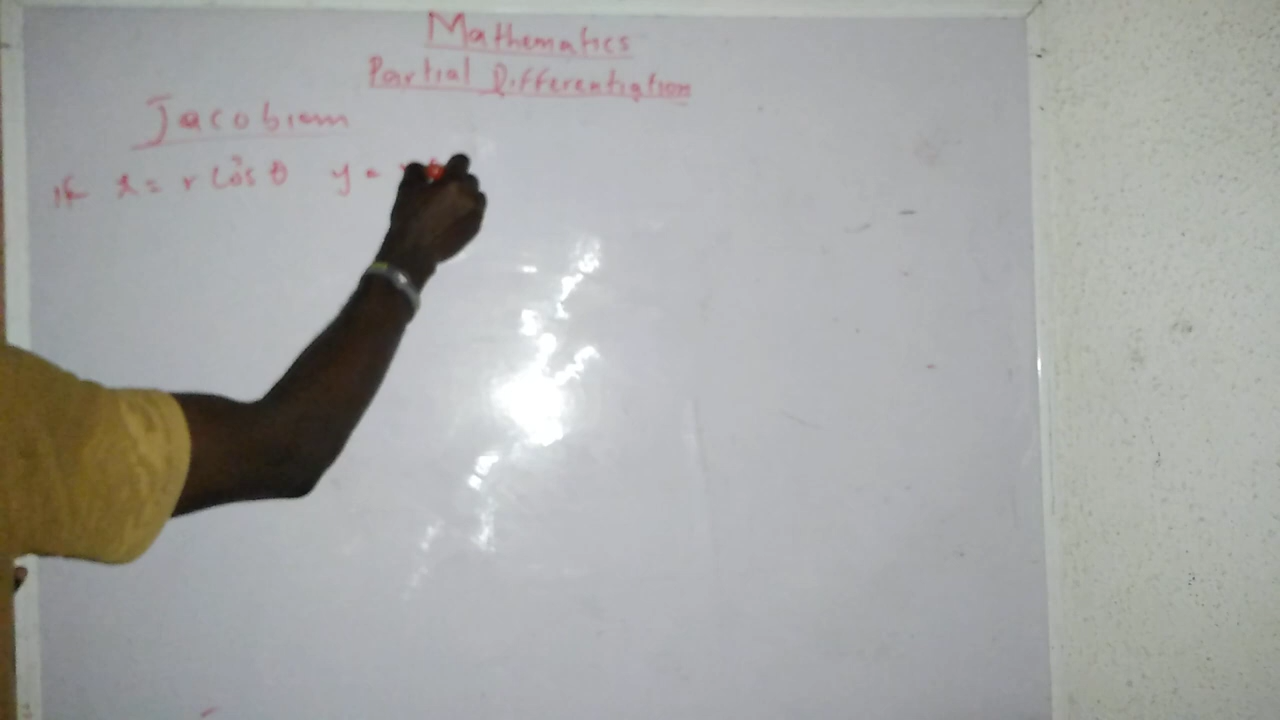 Mathematics
Partial Differentiation
Jacobian
If x = r Cos θ y =